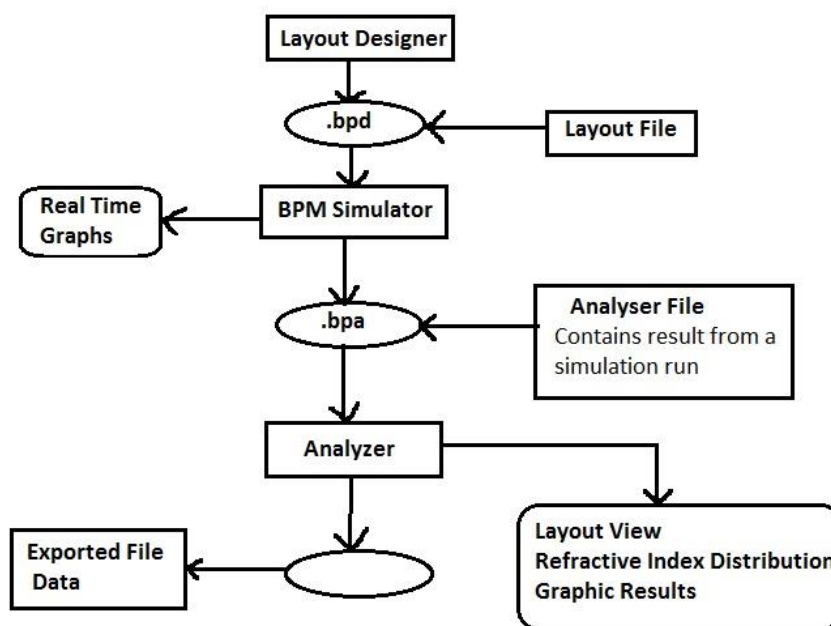 Layout Designer
.bpd
Layout File
Real Time
Graphs
BPM Simulator
.bpa
Analyser File
Contains result from a
simulation run
Analyzer
Layout View
Refractive Index Distribution
Graphic Results
Exported File
Data